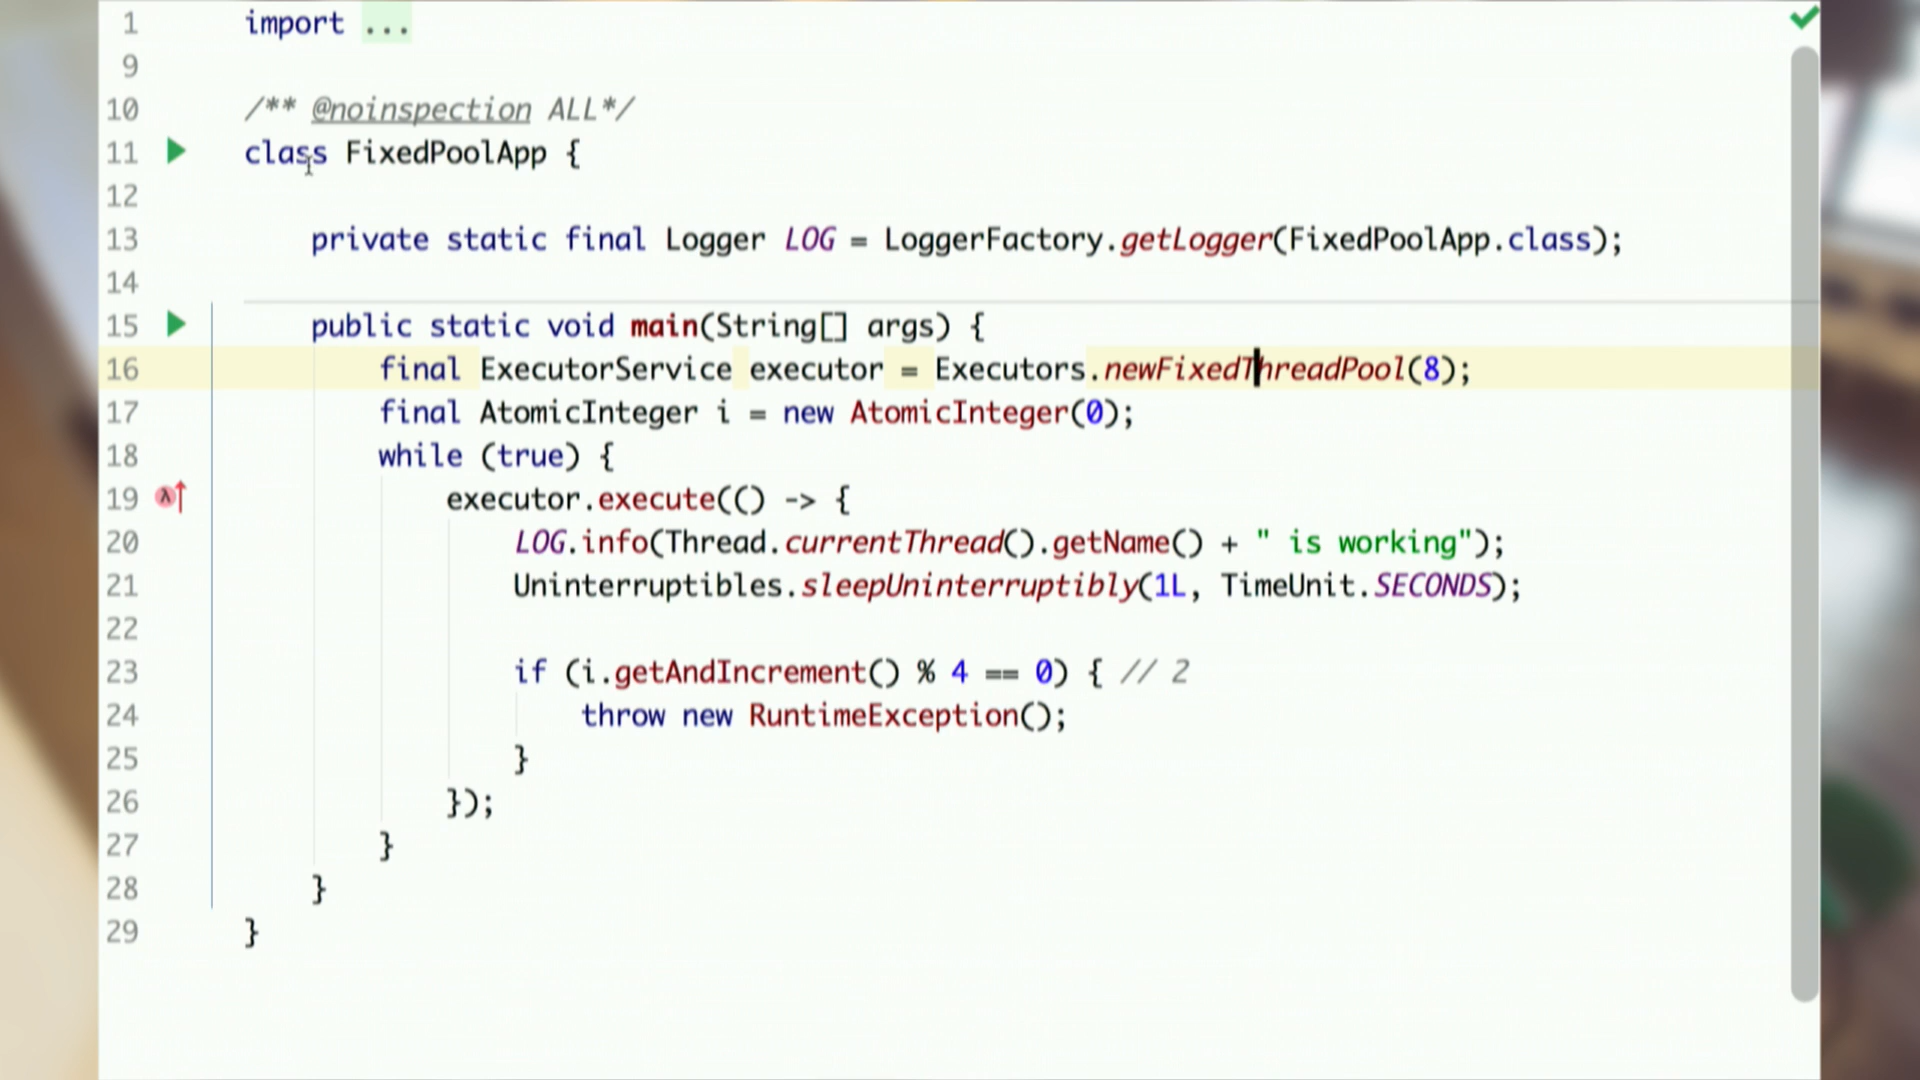 1 import ...
9
10 /** @noinspection ALL*/
11 class FixedPoolApp {
12
13 private static final Logger LOG = LoggerFactory.getLogger(FixedPoolApp.class);
14
15 public static void main(String[] args) {
16 final ExecutorService executor = Executors.newFixedThreadPool(8);
17 final AtomicInteger i = new AtomicInteger(0);
18 while (true) {
19 executor.execute(() -> {
20 LOG.info(Thread.currentThread().getName() + " is working");
21 Uninterruptibles.sleepUninterruptibly(1L, TimeUnit.SECONDS);
22
23 if (i.getAndIncrement() % 4 == 0) { // 2
24 throw new RuntimeException();
25 }
26 });
27 }
28 }
29 }